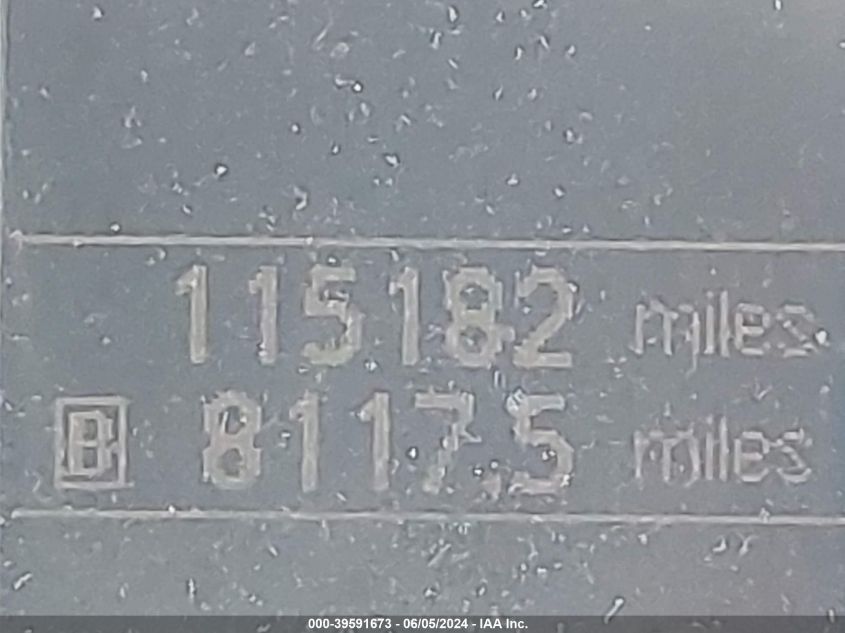 115182 miles
B 8117.5 miles
000-39591673 - 06/05/2024 - IAA Inc.